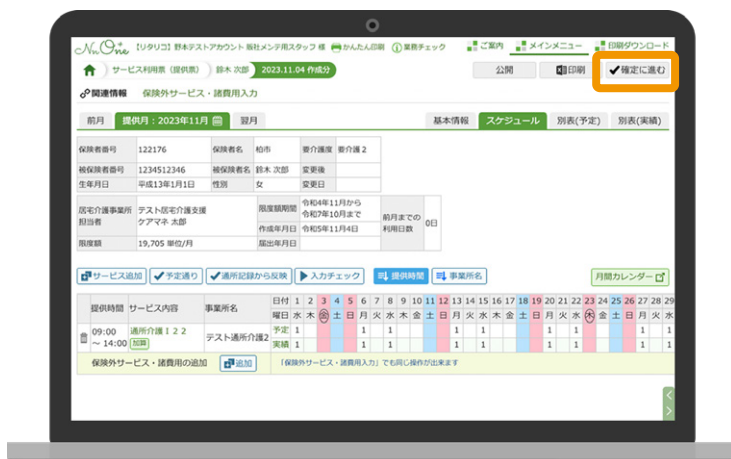 NnOne 【リタリコ】野本テストアカウント 販社メンテ用スタッフ 様 かんたん印刷 業務チェック ご案内 メインメニュー 印刷ダウンロード
サービス利用票（提供票） 鈴木 次郎 2023.11.04 作成分 公開 印刷 ✔確定に進む
関連情報 保険外サービス・諸費用入力
前月 提供月：2023年11月 翌月 基本情報 スケジュール 別表(予定) 別表(実績)
保険者番号 122176 保険者名 柏市 要介護度 要介護2
被保険者番号 1234512346 被保険者名 鈴木 次郎 変更後
生年月日 平成13年1月1日 性別 女 変更日
居宅介護事業所 担当者 テスト居宅介護支援 ケアマネ 太郎 限度額期間 令和4年11月から 令和7年10月まで 前月までの利用日数 0日
作成年月日 令和5年11月4日
限度額 19,705 単位/月 届出年月日
サービス追加 ✔予定通り ✔通所記録から反映 入力チェック 提供時間 事業所名 月間カレンダー
提供時間 サービス内容 事業所名 日付 1 2 3 4 5 6 7 8 9 10 11 12 13 14 15 16 17 18 19 20 21 22 23 24 25 26 27 28 29
曜日 水 木 金 土 日 月 火 水 木 金 土 日 月 火 水 木 金 土 日 月 火 水 木 金 土 日 月 火 水
09:00 ～ 14:00 通所介護Ⅰ22 加算 テスト通所介護2 予定 1 1 1 1 1 1 1 1 1
実績 1 1 1 1 1 1 1 1 1
保険外サービス・諸費用の追加 追加 「保険外サービス・諸費用入力」でも同じ操作が出来ます